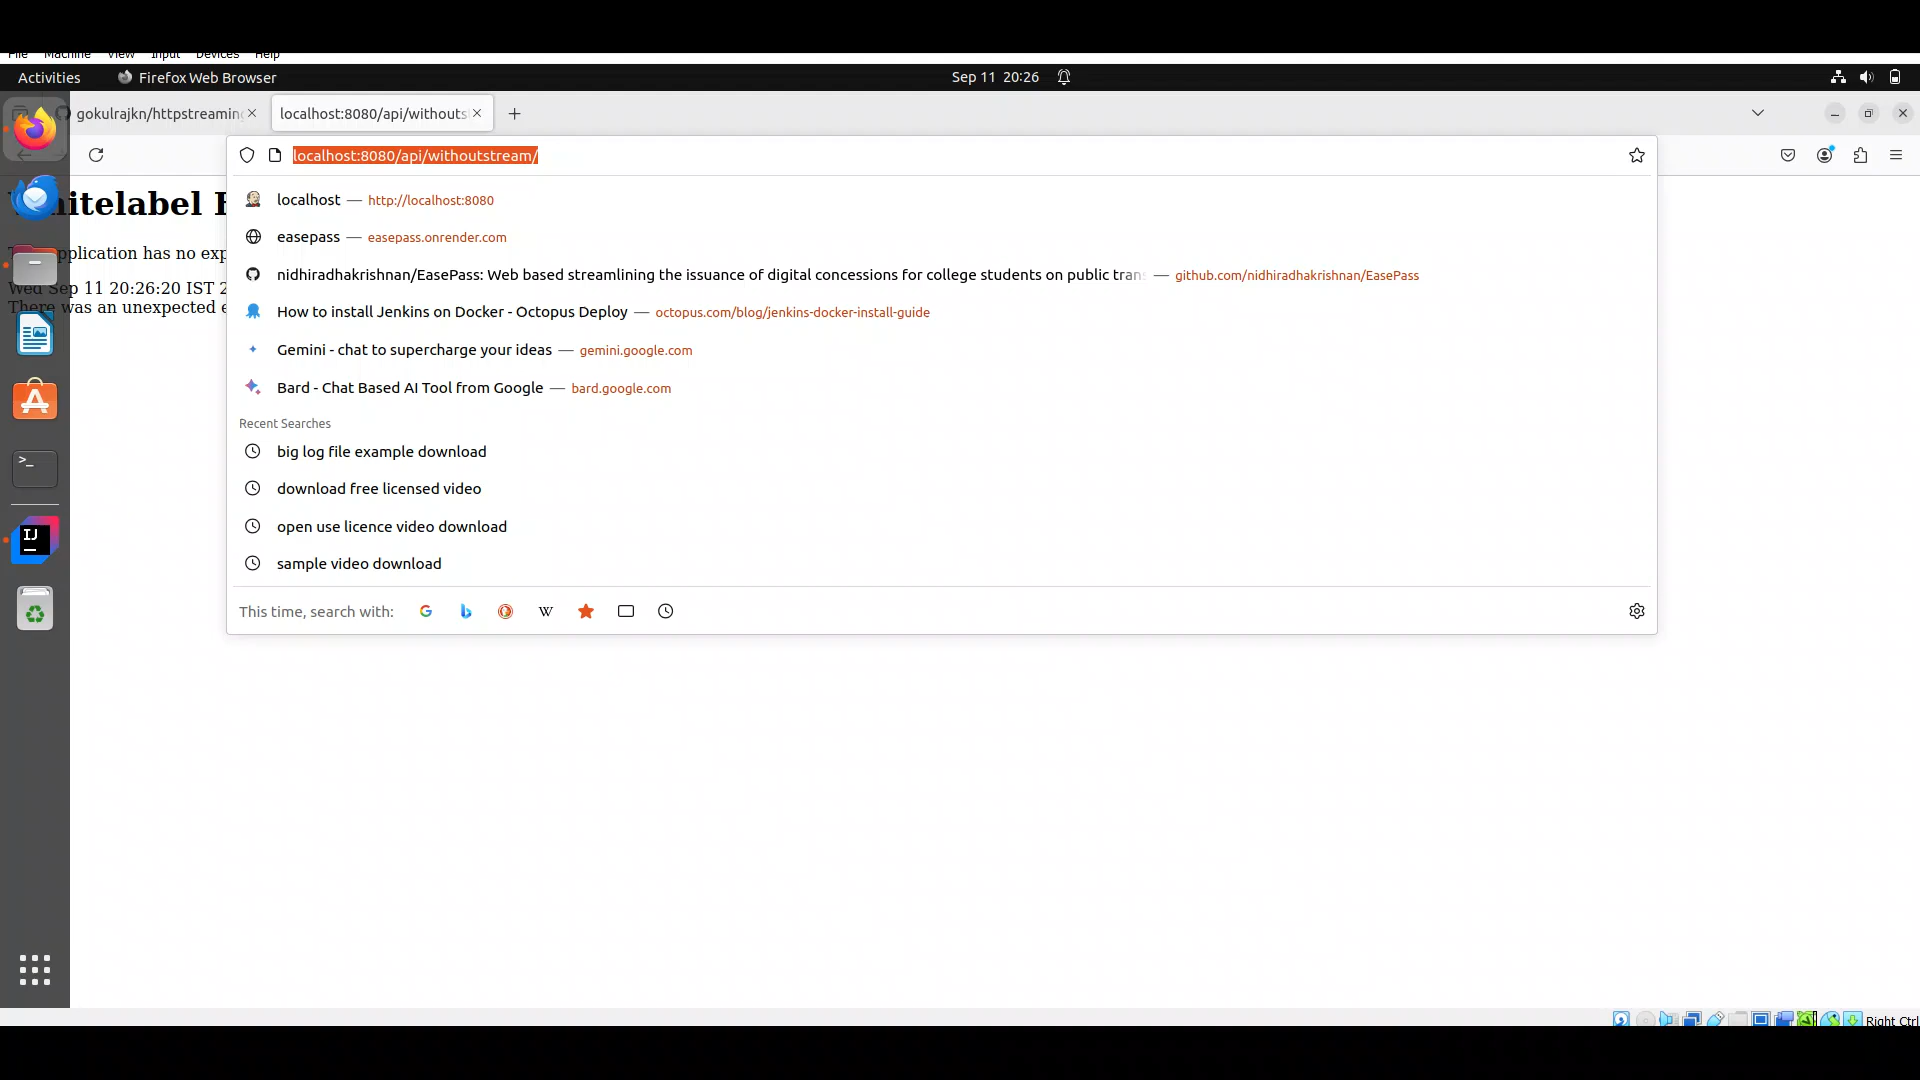 File Machine View Input Devices Help
Activities Firefox Web Browser Sep 11 20:26
gokulrajkn/httpstreaming localhost:8080/api/withouts
localhost:8080/api/withoutstream/
localhost — http://localhost:8080
easepass — easepass.onrender.com
nidhiradhakrishnan/EasePass: Web based streamlining the issuance of digital concessions for college students on public trans — github.com/nidhiradhakrishnan/EasePass
How to install Jenkins on Docker - Octopus Deploy — octopus.com/blog/jenkins-docker-install-guide
Gemini - chat to supercharge your ideas — gemini.google.com
Bard - Chat Based AI Tool from Google — bard.google.com
Recent Searches
big log file example download
download free licensed video
open use licence video download
sample video download
This time, search with:
itelabel
pplication has no exp
Wed Sep 11 20:26:20 IST 2
There was an unexpected e
IJ
Right Ctrl